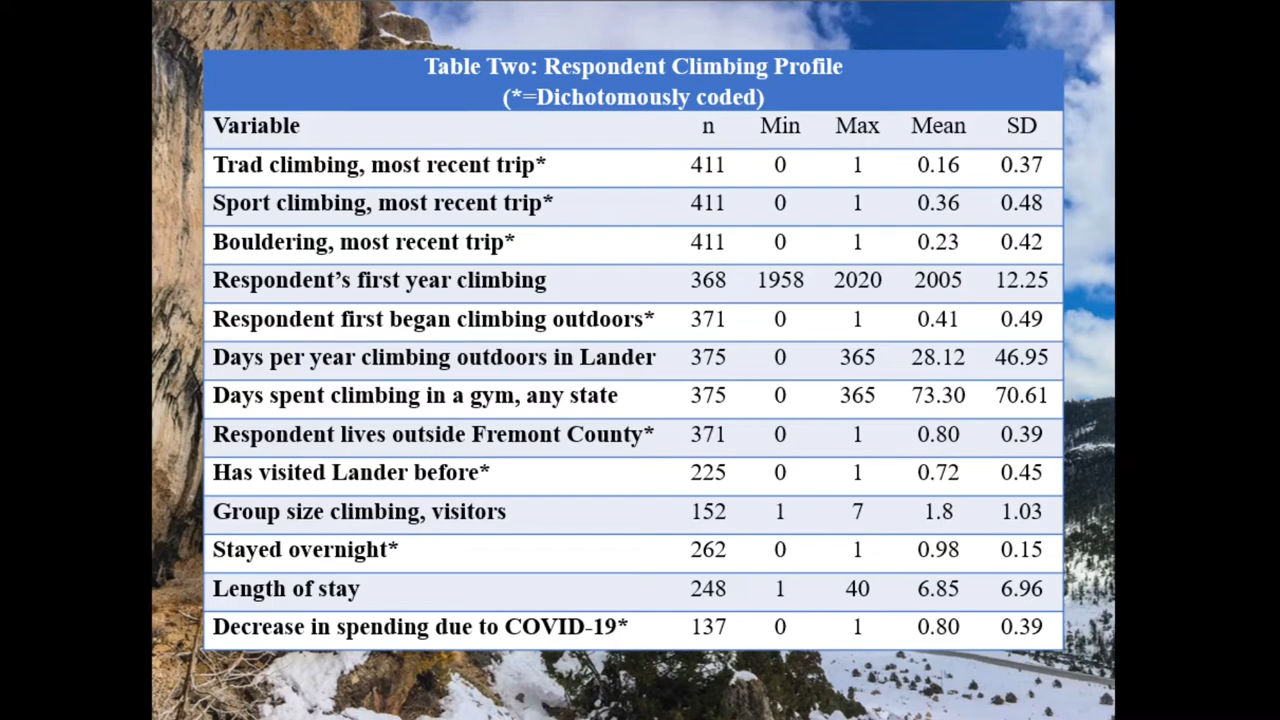 Table Two: Respondent Climbing Profile
(*=Dichotomously coded)
Variable n Min Max Mean SD
Trad climbing, most recent trip* 411 0 1 0.16 0.37
Sport climbing, most recent trip* 411 0 1 0.36 0.48
Bouldering, most recent trip* 411 0 1 0.23 0.42
Respondent’s first year climbing 368 1958 2020 2005 12.25
Respondent first began climbing outdoors* 371 0 1 0.41 0.49
Days per year climbing outdoors in Lander 375 0 365 28.12 46.95
Days spent climbing in a gym, any state 375 0 365 73.30 70.61
Respondent lives outside Fremont County* 371 0 1 0.80 0.39
Has visited Lander before* 225 0 1 0.72 0.45
Group size climbing, visitors 152 1 7 1.8 1.03
Stayed overnight* 262 0 1 0.98 0.15
Length of stay 248 1 40 6.85 6.96
Decrease in spending due to COVID-19* 137 0 1 0.80 0.39